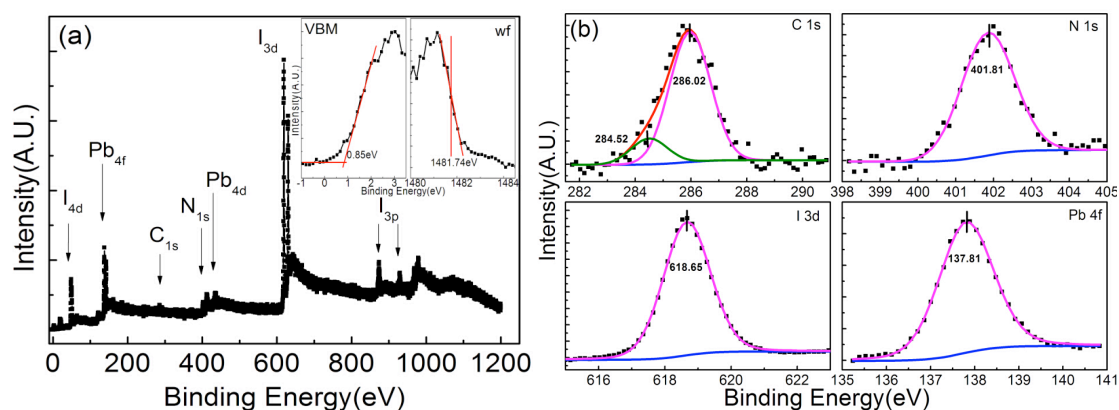 (a)
I3d
VBM
wf
Intensity(A.U.)
0.85eV
1481.74eV
-1 0 1 2 3 1480 1482 1484
Binding Energy(eV)
Pb4f
I4d
C1s
N1s
Pb4d
I3p
Intensity(A.U.)
0 200 400 600 800 1000 1200
Binding Energy(eV)
(b)
C 1s
286.02
284.52
282 284 286 288 290
N 1s
401.81
398 399 400 401 402 403 404 405
I 3d
618.65
616 618 620 622
Pb 4f
137.81
135 136 137 138 139 140 141
Intensity(A.U.)
Binding Energy(eV)